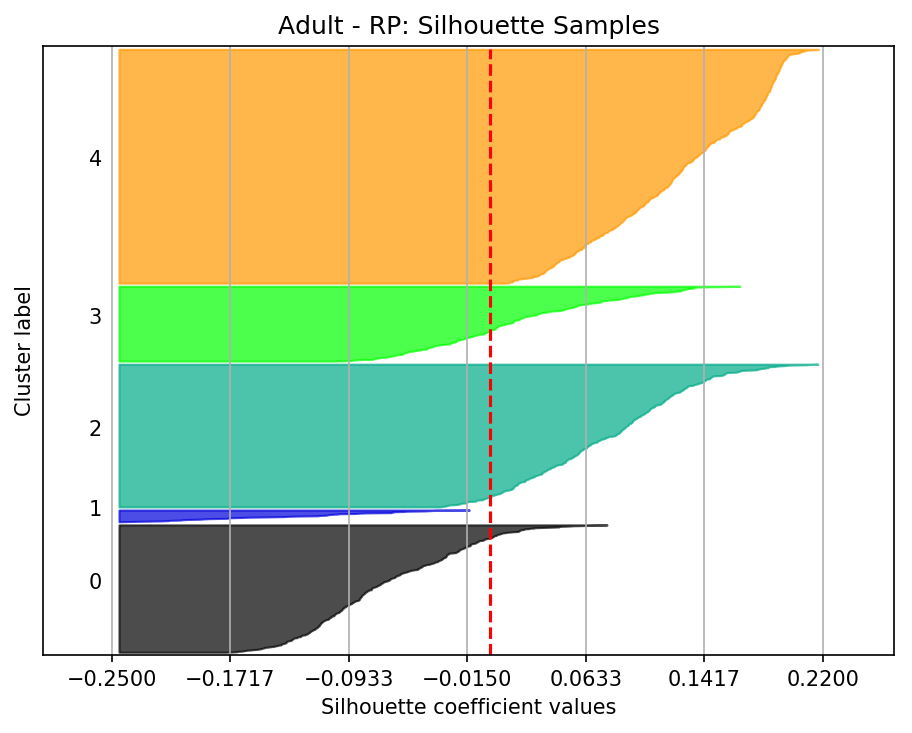 Adult - RP: Silhouette Samples
Cluster label
4
3
2
1
0
−0.2500 −0.1717 −0.0933 −0.0150 0.0633 0.1417 0.2200
Silhouette coefficient values